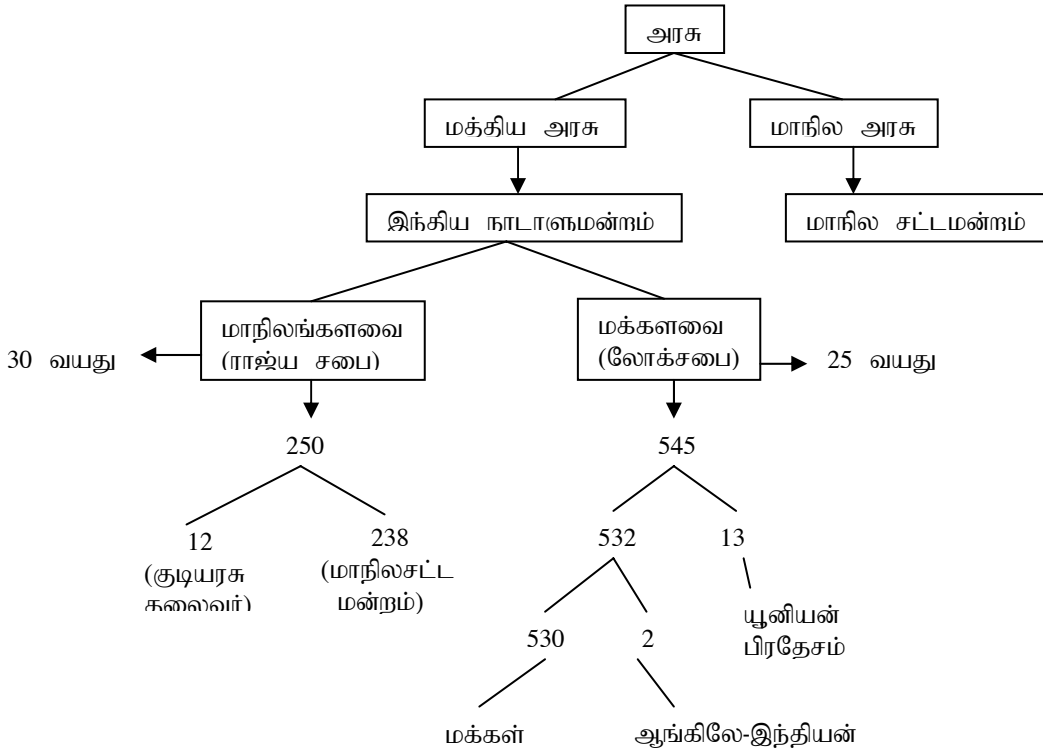 அரசு
மத்திய அரசு
மாநில அரசு
இந்திய நாடாளுமன்றம்
மாநில சட்டமன்றம்
30 வயது
மாநிலங்களவை
(ராஜ்ய சபை)
மக்களவை
(லோக்சபை)
25 வயது
250
545
12
(குடியரசு
தலைவர்)
238
(மாநிலசட்ட
மன்றம்)
532
13
யூனியன்
பிரதேசம்
530
2
மக்கள்
ஆங்கிலே-இந்தியன்